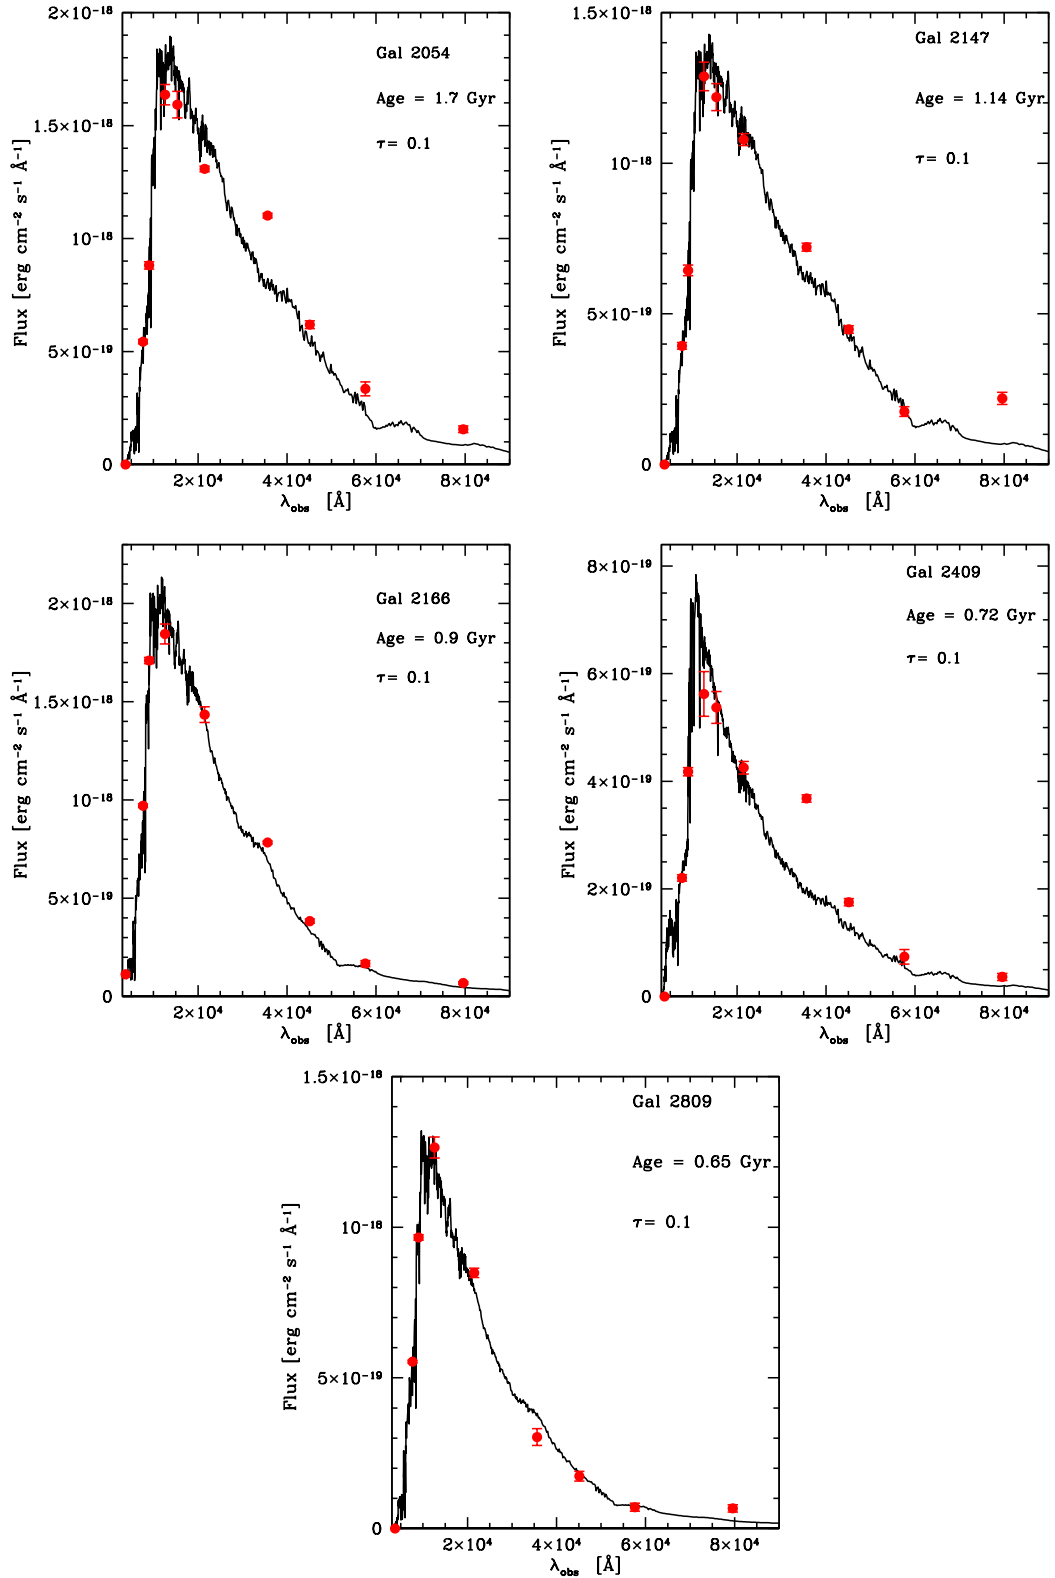 2×10⁻¹⁸
1.5×10⁻¹⁸
10⁻¹⁸
5×10⁻¹⁹
0
Flux [erg cm⁻² s⁻¹ Å⁻¹]
Gal 2054
Age = 1.7 Gyr
τ= 0.1
2×10⁴ 4×10⁴ 6×10⁴ 8×10⁴
λobs [Å]
1.5×10⁻¹⁸
10⁻¹⁸
5×10⁻¹⁹
0
Flux [erg cm⁻² s⁻¹ Å⁻¹]
Gal 2147
Age = 1.14 Gyr
τ= 0.1
2×10⁴ 4×10⁴ 6×10⁴ 8×10⁴
λobs [Å]
2×10⁻¹⁸
1.5×10⁻¹⁸
10⁻¹⁸
5×10⁻¹⁹
0
Flux [erg cm⁻² s⁻¹ Å⁻¹]
Gal 2166
Age = 0.9 Gyr
τ= 0.1
2×10⁴ 4×10⁴ 6×10⁴ 8×10⁴
λobs [Å]
8×10⁻¹⁹
6×10⁻¹⁹
4×10⁻¹⁹
2×10⁻¹⁹
0
Flux [erg cm⁻² s⁻¹ Å⁻¹]
Gal 2409
Age = 0.72 Gyr
τ= 0.1
2×10⁴ 4×10⁴ 6×10⁴ 8×10⁴
λobs [Å]
1.5×10⁻¹⁸
10⁻¹⁸
5×10⁻¹⁹
0
Flux [erg cm⁻² s⁻¹ Å⁻¹]
Gal 2809
Age = 0.65 Gyr
τ= 0.1
2×10⁴ 4×10⁴ 6×10⁴ 8×10⁴
λobs [Å]